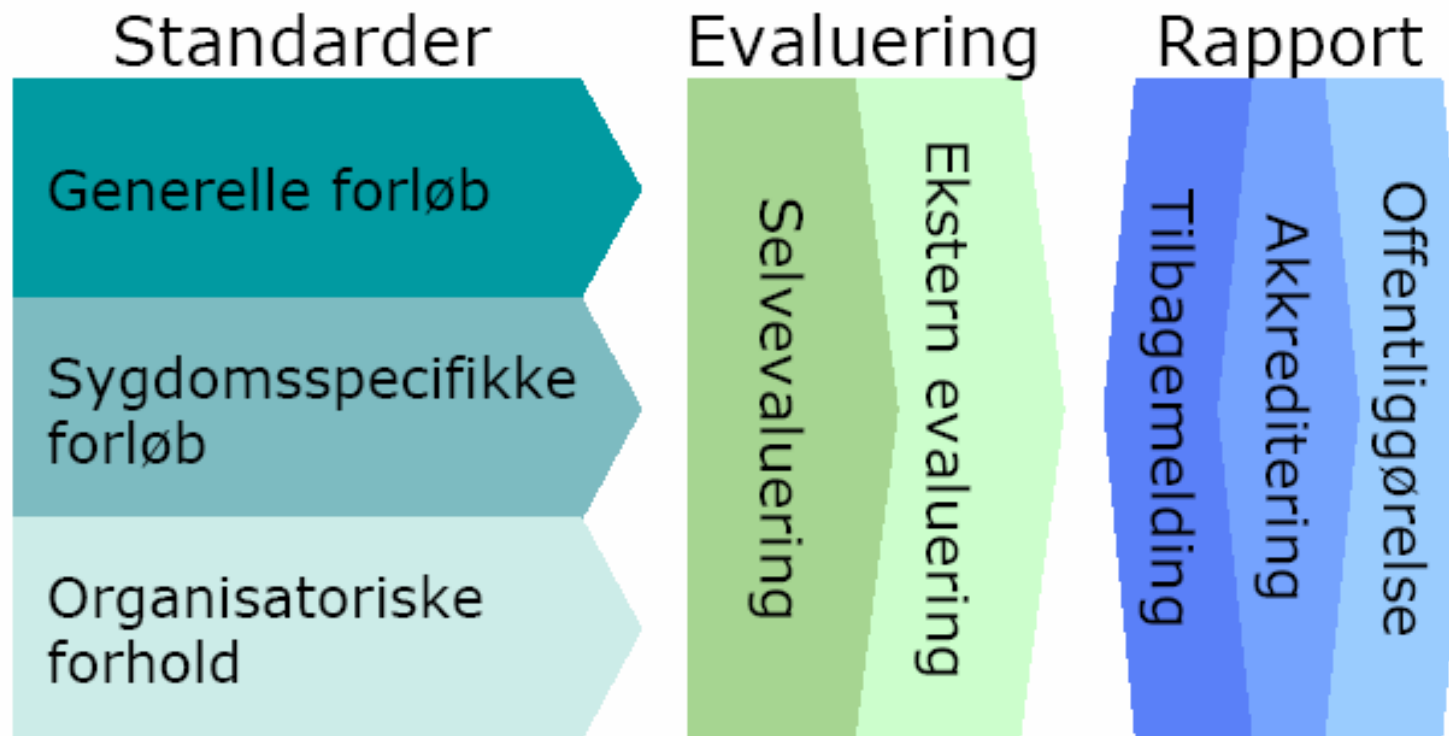 Standarder
Generelle forløb
Sygdomsspecifikke
forløb
Organisatoriske
forhold
Evaluering
Selvevaluering
Ekstern evaluering
Rapport
Tilbagemelding
Akkreditering
Offentliggørelse